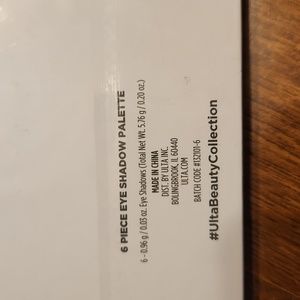 6 PIECE EYE SHADOW PALETTE
6 - 0.96 g / 0.03 oz. Eye Shadows (Total Net Wt. 5.76 g / 0.20 oz.)
MADE IN CHINA
DIST. BY ULTA INC.
BOLINGBROOK, IL 60440
ULTA.COM
BATCH CODE #132101-6
#UltaBeautyCollection